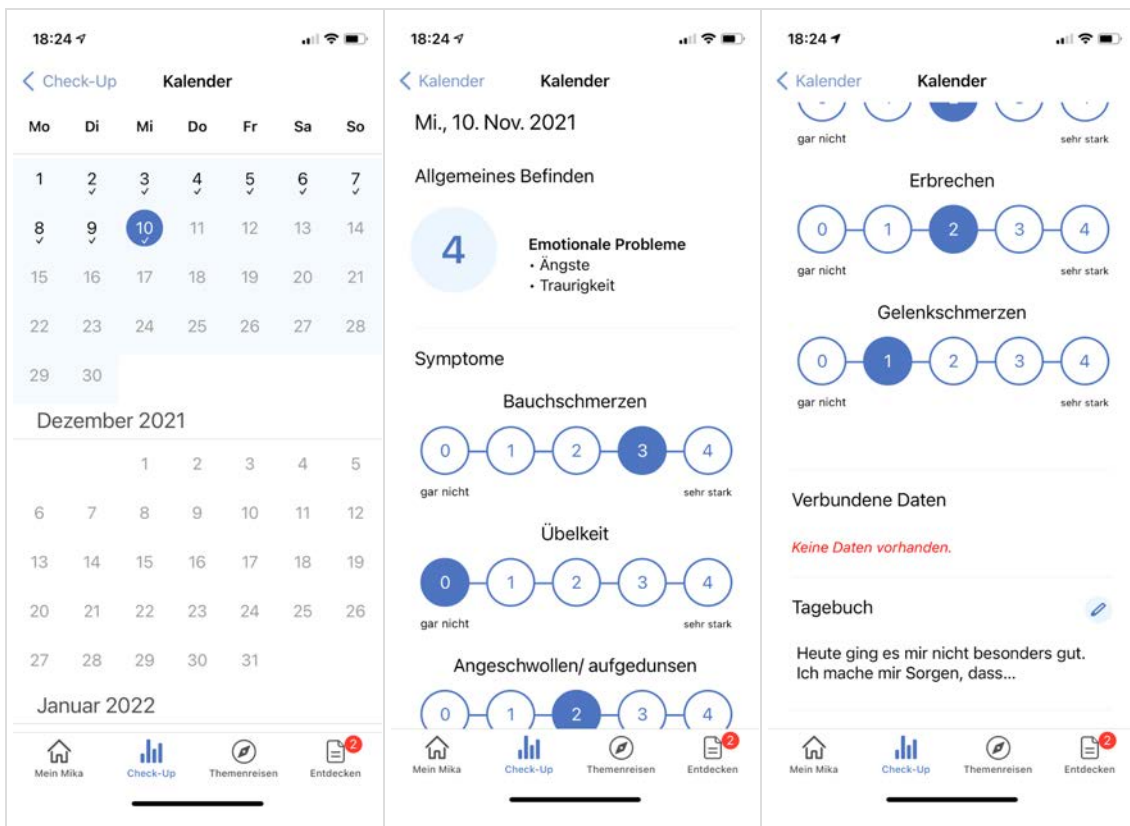 18:24
Check-Up Kalender
Mo Di Mi Do Fr Sa So
1 2 3 4 5 6 7
8 9 10 11 12 13 14
15 16 17 18 19 20 21
22 23 24 25 26 27 28
29 30
Dezember 2021
1 2 3 4 5
6 7 8 9 10 11 12
13 14 15 16 17 18 19
20 21 22 23 24 25 26
27 28 29 30 31
Januar 2022
Mein Mika Check-Up Themenreisen Entdecken 2
18:24
Kalender Kalender
Mi., 10. Nov. 2021
Allgemeines Befinden
4
Emotionale Probleme
• Ängste
• Traurigkeit
Symptome
Bauchschmerzen
0 1 2 3 4
gar nicht sehr stark
Übelkeit
0 1 2 3 4
gar nicht sehr stark
Angeschwollen/ aufgedunsen
0 1 2 3 4
Mein Mika Check-Up Themenreisen Entdecken 2
18:24
Kalender Kalender
gar nicht sehr stark
Erbrechen
0 1 2 3 4
gar nicht sehr stark
Gelenkschmerzen
0 1 2 3 4
gar nicht sehr stark
Verbundene Daten
Keine Daten vorhanden.
Tagebuch
Heute ging es mir nicht besonders gut.
Ich mache mir Sorgen, dass...
Mein Mika Check-Up Themenreisen Entdecken 2